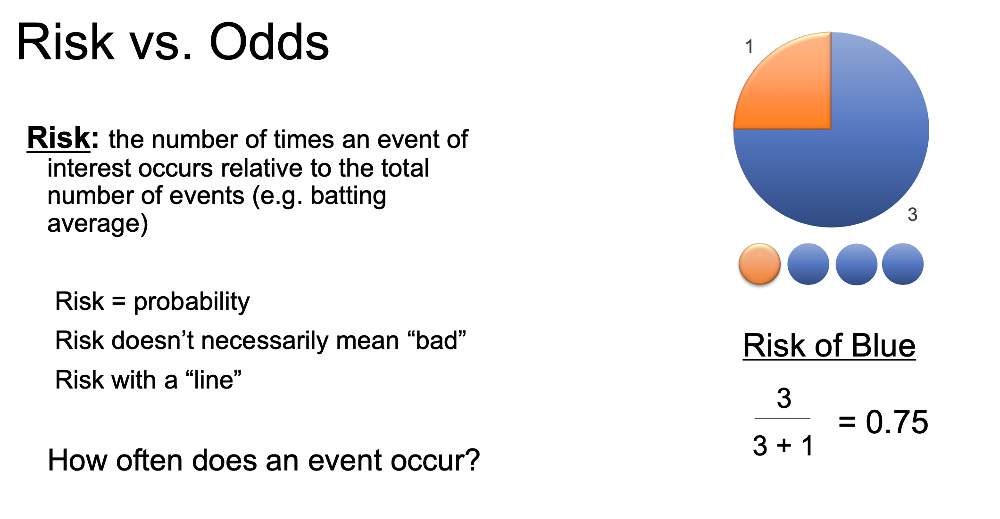 Risk vs. Odds
Risk: the number of times an event of
interest occurs relative to the total
number of events (e.g. batting
average)
Risk = probability
Risk doesn’t necessarily mean “bad”
Risk with a “line”
How often does an event occur?
1
3
Risk of Blue
3
3 + 1
= 0.75